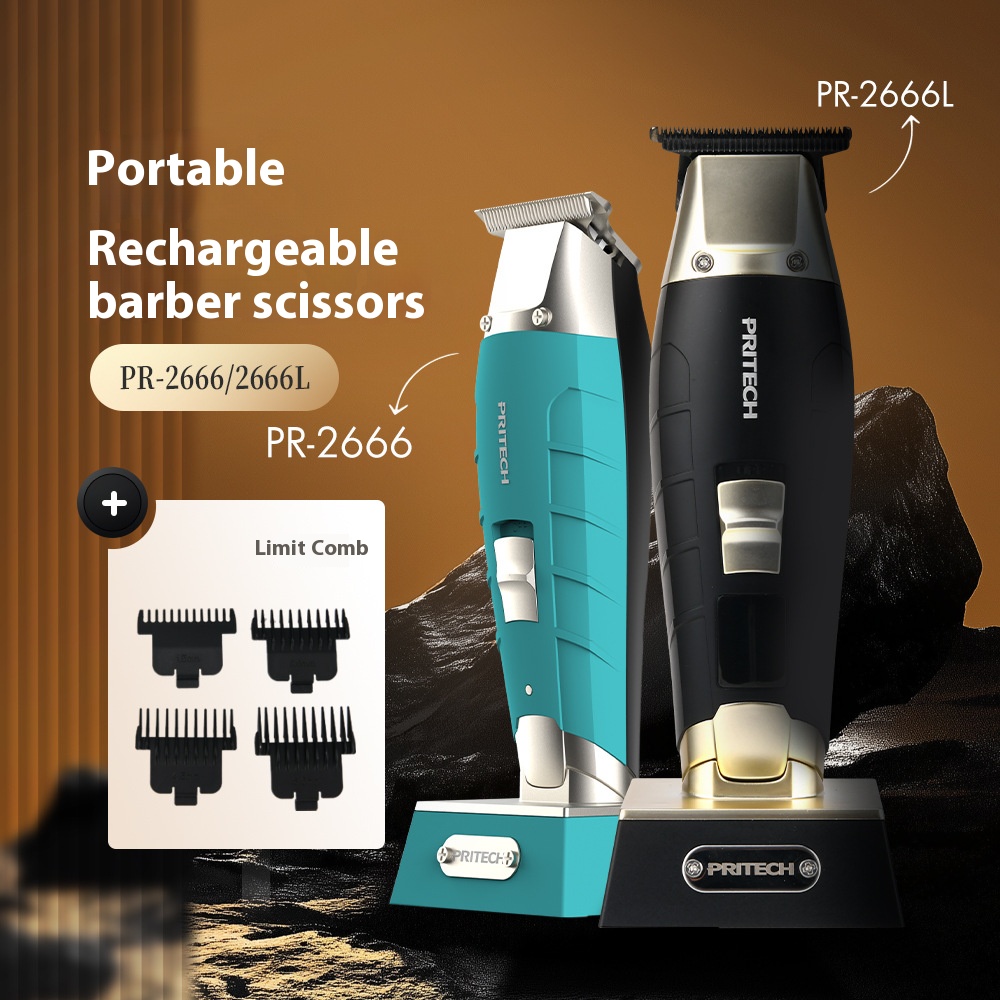 PR-2666L
Portable
Rechargeable
barber scissors
PR-2666/2666L
PR-2666
PRITECH
PRITECH
+
Limit Comb
PRITECH
PRITECH